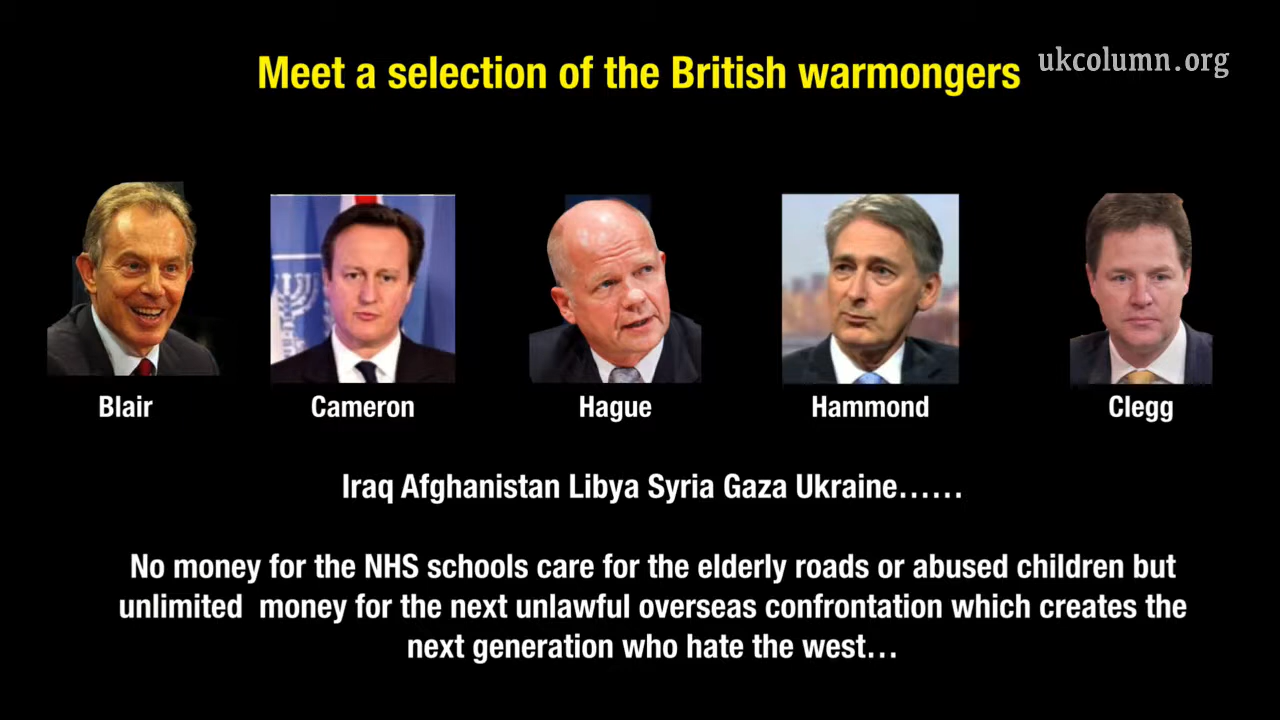 Meet a selection of the British warmongers
ukcolumn.org
Blair
Cameron
Hague
Hammond
Clegg
Iraq Afghanistan Libya Syria Gaza Ukraine……
No money for the NHS schools care for the elderly roads or abused children but
unlimited  money for the next unlawful overseas confrontation which creates the
next generation who hate the west…